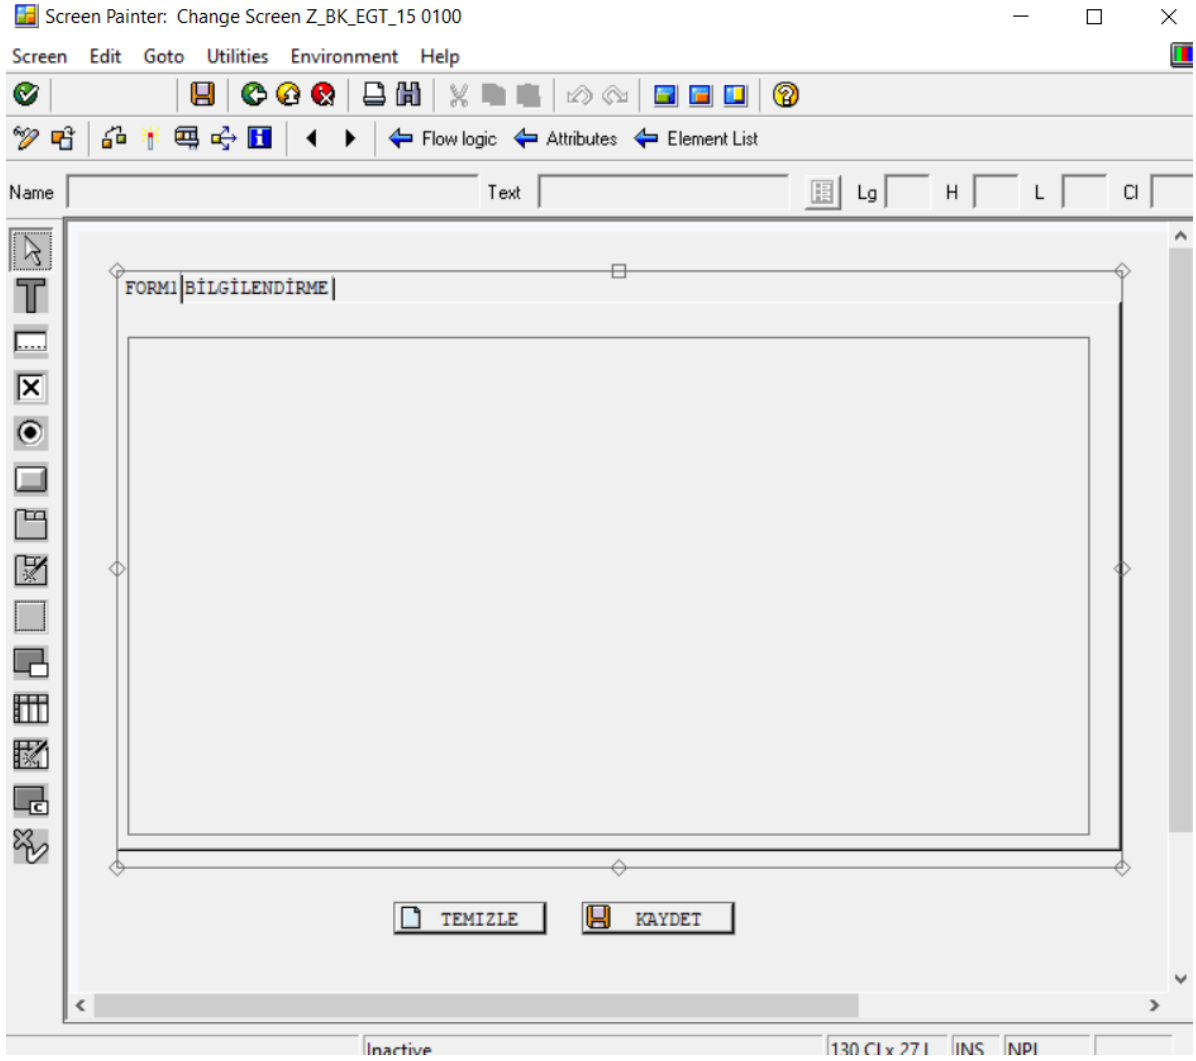 Screen Painter: Change Screen Z_BK_EGT_15 0100
Screen Edit Goto Utilities Environment Help
Flow logic Attributes Element List
Name Text Lg H L Cl
FORM1 BİLGİLENDİRME
TEMIZLE KAYDET
Inactive 130 Cl x 27 L INS NPL